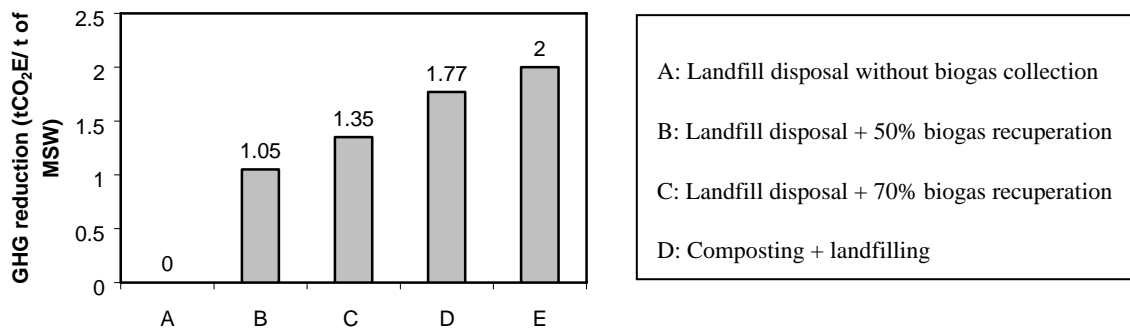 GHG reduction (tCO₂E/ t of
MSW)
2.5
2
1.5
1
0.5
0
0
1.05
1.35
1.77
2
A
B
C
D
E
A: Landfill disposal without biogas collection
B: Landfill disposal + 50% biogas recuperation
C: Landfill disposal + 70% biogas recuperation
D: Composting + landfilling